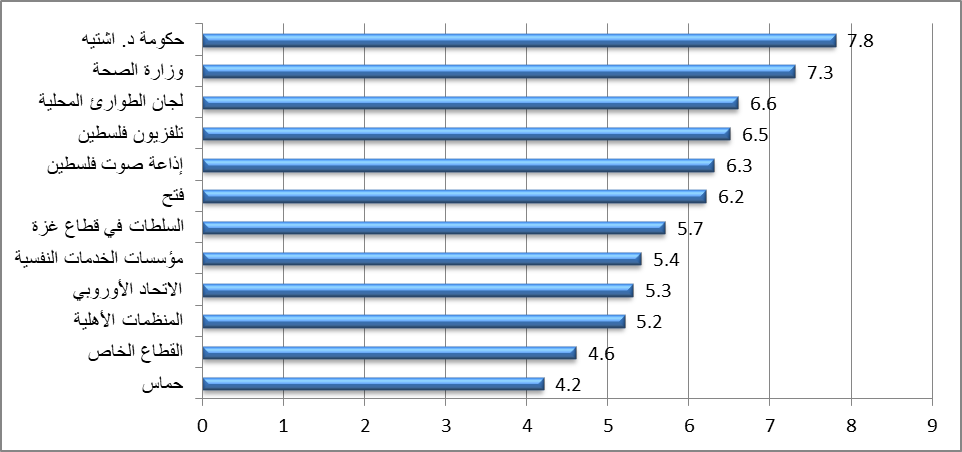 حكومة د. اشتيه 7.8
وزارة الصحة 7.3
لجان الطوارئ المحلية 6.6
تلفزيون فلسطين 6.5
إذاعة صوت فلسطين 6.3
فتح 6.2
السلطات في قطاع غزة 5.7
مؤسسات الخدمات النفسية 5.4
الاتحاد الأوروبي 5.3
المنظمات الأهلية 5.2
القطاع الخاص 4.6
حماس 4.2
0 1 2 3 4 5 6 7 8 9